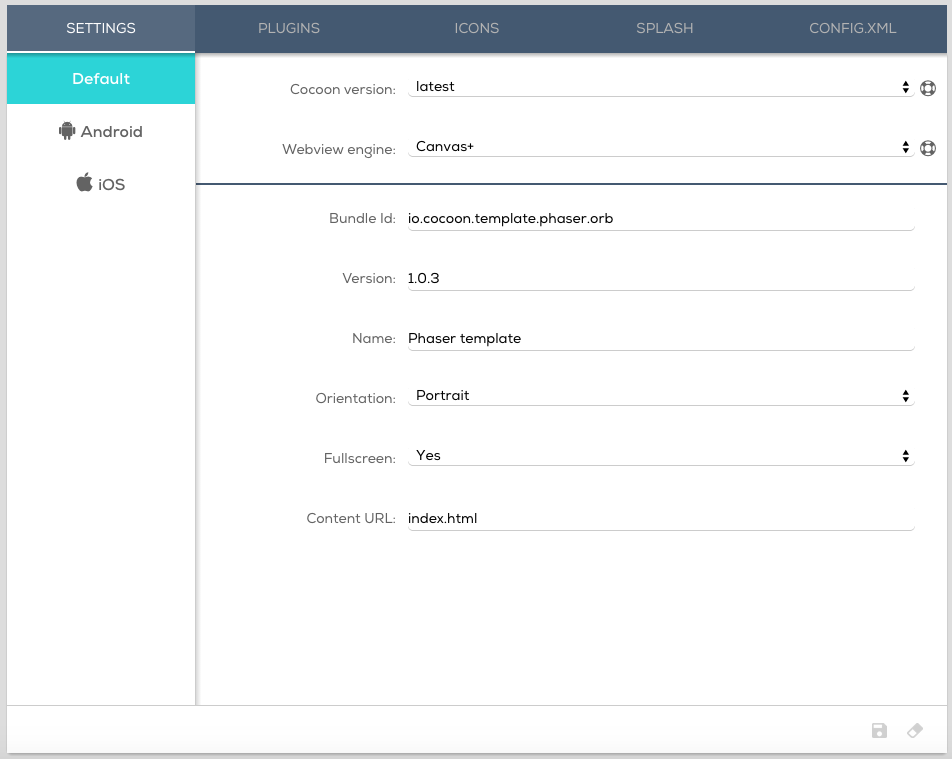 SETTINGS PLUGINS ICONS SPLASH CONFIG.XML
Default
Android
iOS
Cocoon version: latest
Webview engine: Canvas+
Bundle Id: io.cocoon.template.phaser.orb
Version: 1.0.3
Name: Phaser template
Orientation: Portrait
Fullscreen: Yes
Content URL: index.html